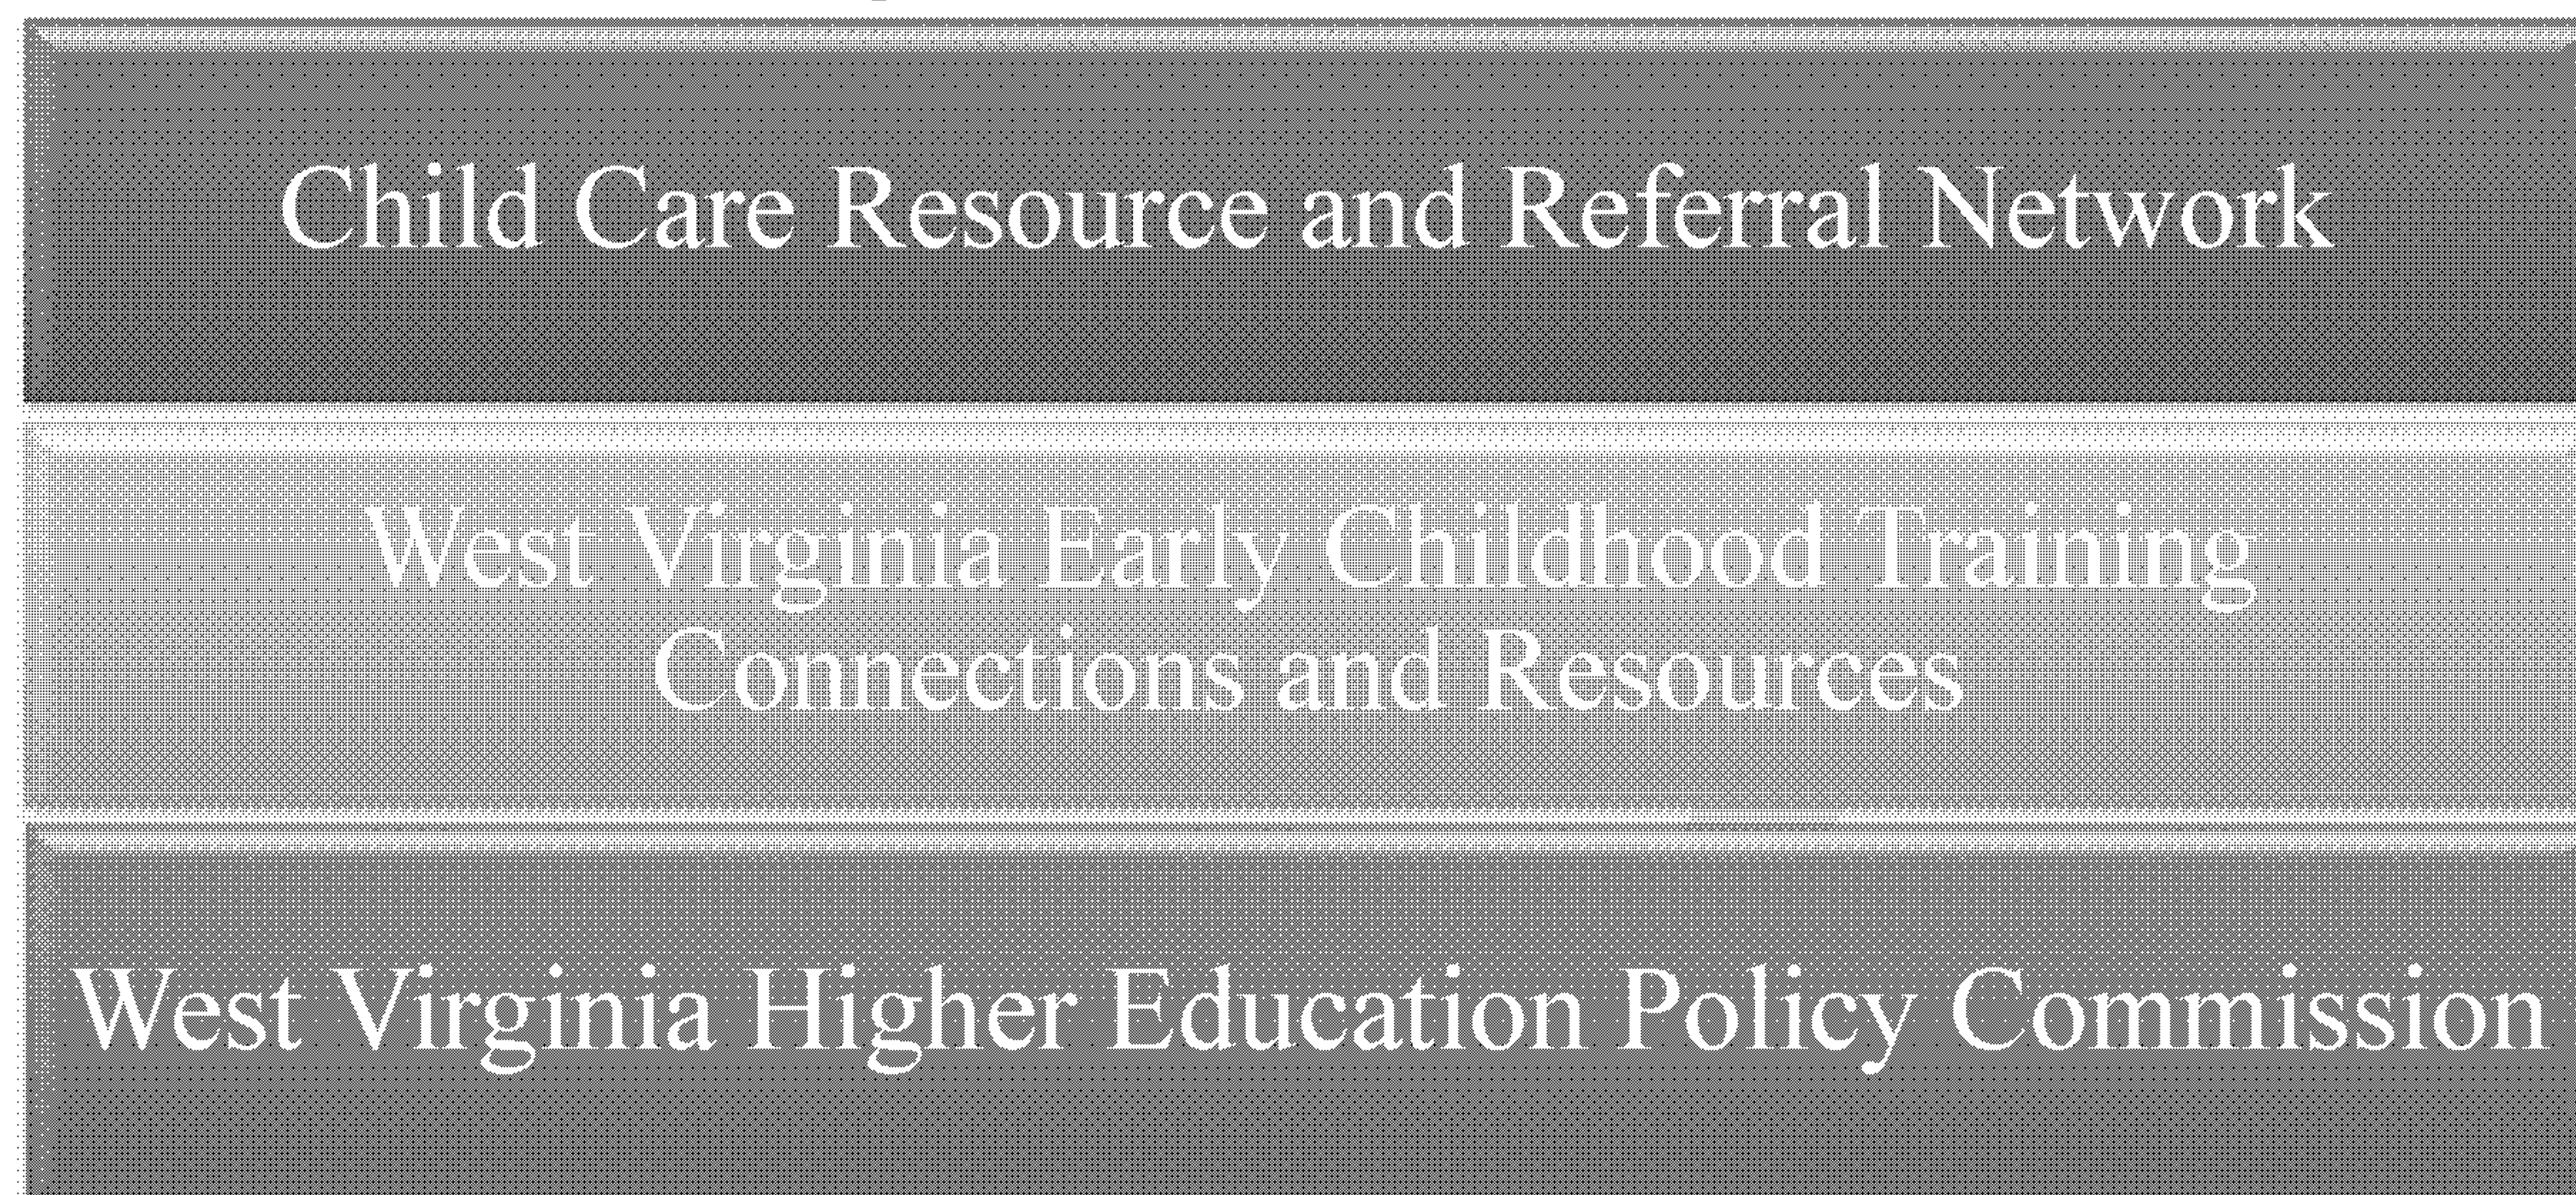 Child Care Resource and Referral Network
West Virginia Early Childhood Training
Connections and Resources
West Virginia Higher Education Policy Commission